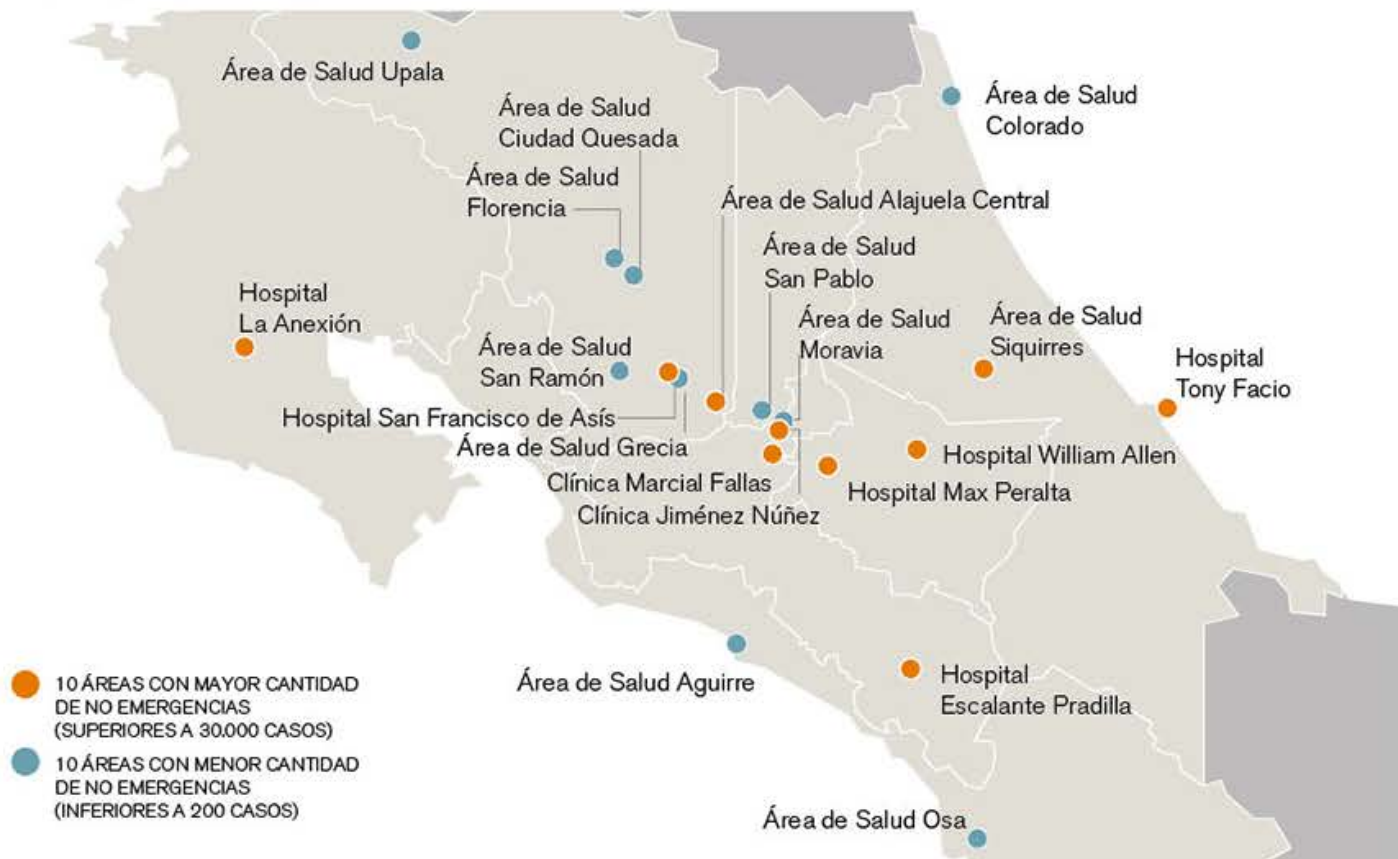 Área de Salud Upala
Área de Salud
Ciudad Quesada
Área de Salud
Colorado
Área de Salud
Florencia
Área de Salud Alajuela Central
Área de Salud
San Pablo
Hospital
La Anexión
Área de Salud
Moravia
Área de Salud
Siquirres
Área de Salud
San Ramón
Hospital
Tony Facio
Hospital San Francisco de Asís
Área de Salud Grecia
Hospital William Allen
Clínica Marcial Fallas
Hospital Max Peralta
Clínica Jiménez Núñez
Área de Salud Aguirre
Hospital
Escalante Pradilla
10 ÁREAS CON MAYOR CANTIDAD
DE NO EMERGENCIAS
(SUPERIORES A 30.000 CASOS)
10 ÁREAS CON MENOR CANTIDAD
DE NO EMERGENCIAS
(INFERIORES A 200 CASOS)
Área de Salud Osa